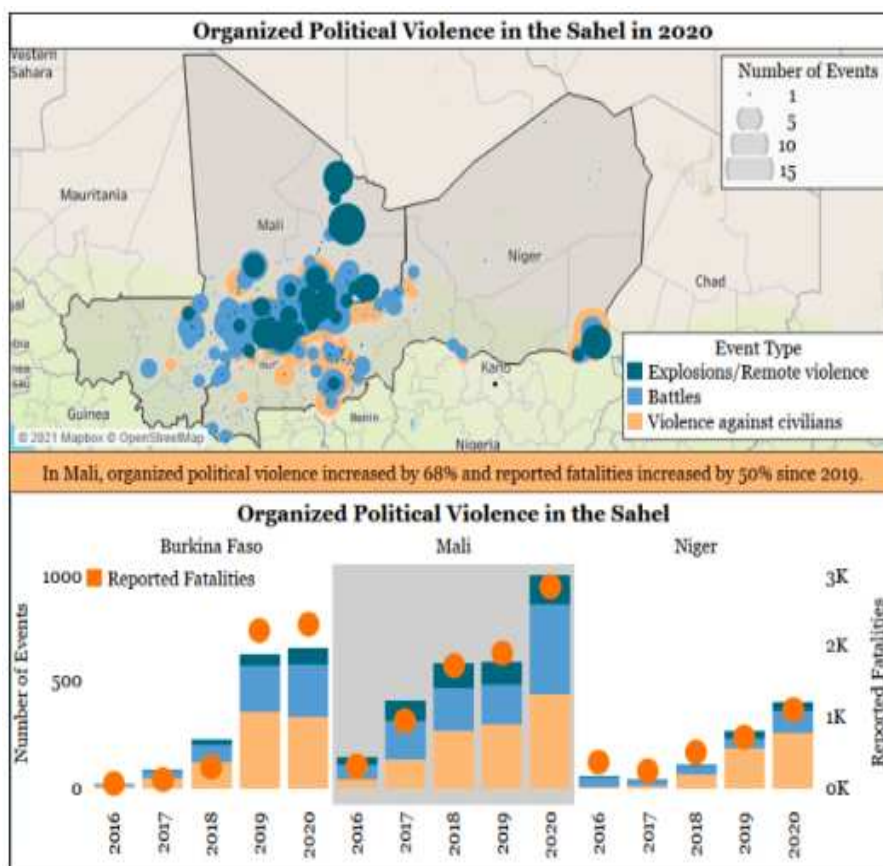 Organized Political Violence in the Sahel in 2020
Western
Sahara
Number of Events
1
5
10
15
Mauritania
Mali
Niger
Chad
Event Type
Explosions/Remote violence
Battles
Violence against civilians
Kano
Guinea
Benin
Nigeria
© 2021 Mapbox © OpenStreetMap
In Mali, organized political violence increased by 68% and reported fatalities increased by 50% since 2019.
Organized Political Violence in the Sahel
Burkina Faso
Mali
Niger
Reported Fatalities
Number of Events
1000
500
0
3K
2K
1K
0K
Reported Fatalities
2016
2017
2018
2019
2020
2016
2017
2018
2019
2020
2016
2017
2018
2019
2020